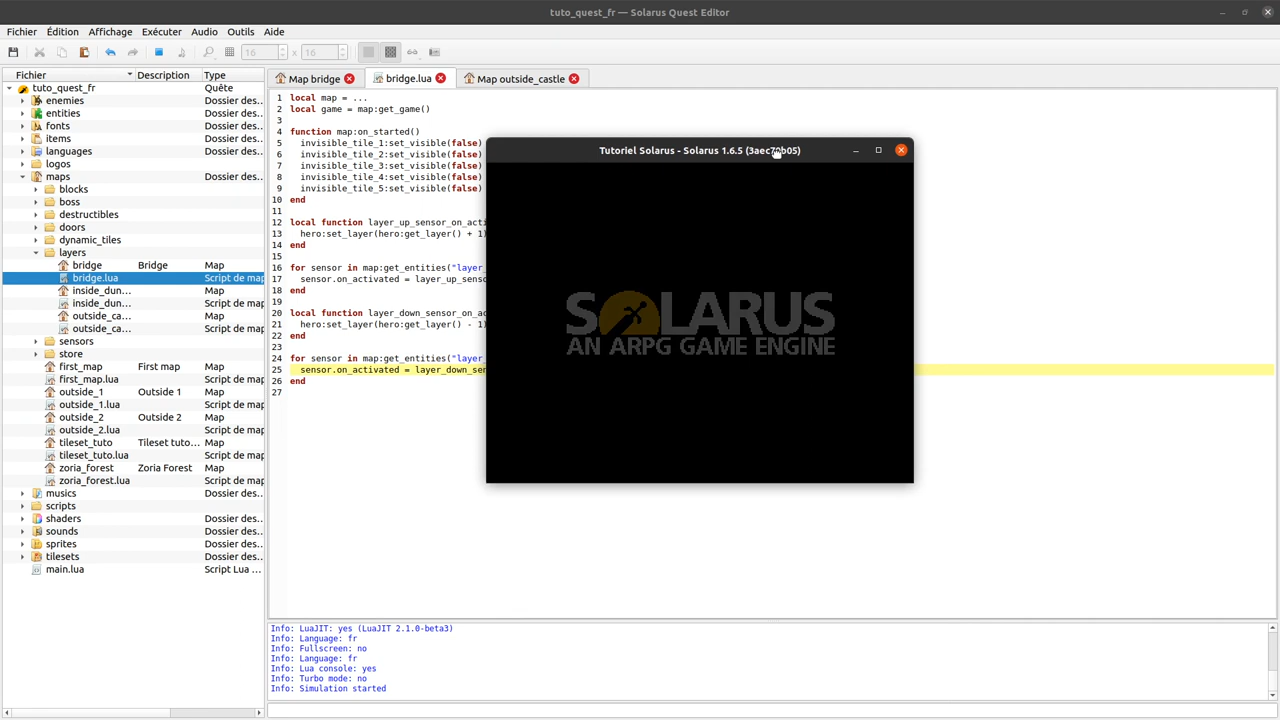 tuto_quest_fr — Solarus Quest Editor
Fichier Édition Affichage Exécuter Audio Outils Aide
16 x 16
Fichier Description Type
tuto_quest_fr Quête
enemies Dossier des...
entities Dossier des...
fonts Dossier des...
items Dossier des...
languages Dossier des...
logos Dossier des...
maps Dossier des...
blocks
boss
destructibles
doors
dynamic_tiles
layers
bridge Bridge Map
bridge.lua Script de map
inside_dun... Map
inside_dun... Script de map
outside_ca... Map
outside_ca... Script de map
sensors
store
first_map First map Map
first_map.lua Script de map
outside_1 Outside 1 Map
outside_1.lua Script de map
outside_2 Outside 2 Map
outside_2.lua Script de map
tileset_tuto Tileset tuto... Map
tileset_tuto.lua Script de map
zoria_forest Zoria Forest Map
zoria_forest.lua Script de map
musics Dossier des...
scripts
shaders Dossier des...
sounds Dossier des...
sprites Dossier des...
tilesets Dossier des...
main.lua Script Lua ...
Map bridge bridge.lua Map outside_castle
1 local map = ...
2 local game = map:get_game()
3
4 function map:on_started()
5 invisible_tile_1:set_visible(false)
6 invisible_tile_2:set_visible(false)
7 invisible_tile_3:set_visible(false)
8 invisible_tile_4:set_visible(false)
9 invisible_tile_5:set_visible(false)
10 end
11
12 local function layer_up_sensor_on_acti
13 hero:set_layer(hero:get_layer() + 1)
14 end
15
16 for sensor in map:get_entities("layer_
17 sensor.on_activated = layer_up_senso
18 end
19
20 local function layer_down_sensor_on_ac
21 hero:set_layer(hero:get_layer() - 1)
22 end
23
24 for sensor in map:get_entities("layer_
25 sensor.on_activated = layer_down_sen
26 end
27
Tutoriel Solarus - Solarus 1.6.5 (3aec b05)
SOLARUS
AN ARPG GAME ENGINE
Info: LuaJIT: yes (LuaJIT 2.1.0-beta3)
Info: Language: fr
Info: Fullscreen: no
Info: Language: fr
Info: Lua console: yes
Info: Turbo mode: no
Info: Simulation started